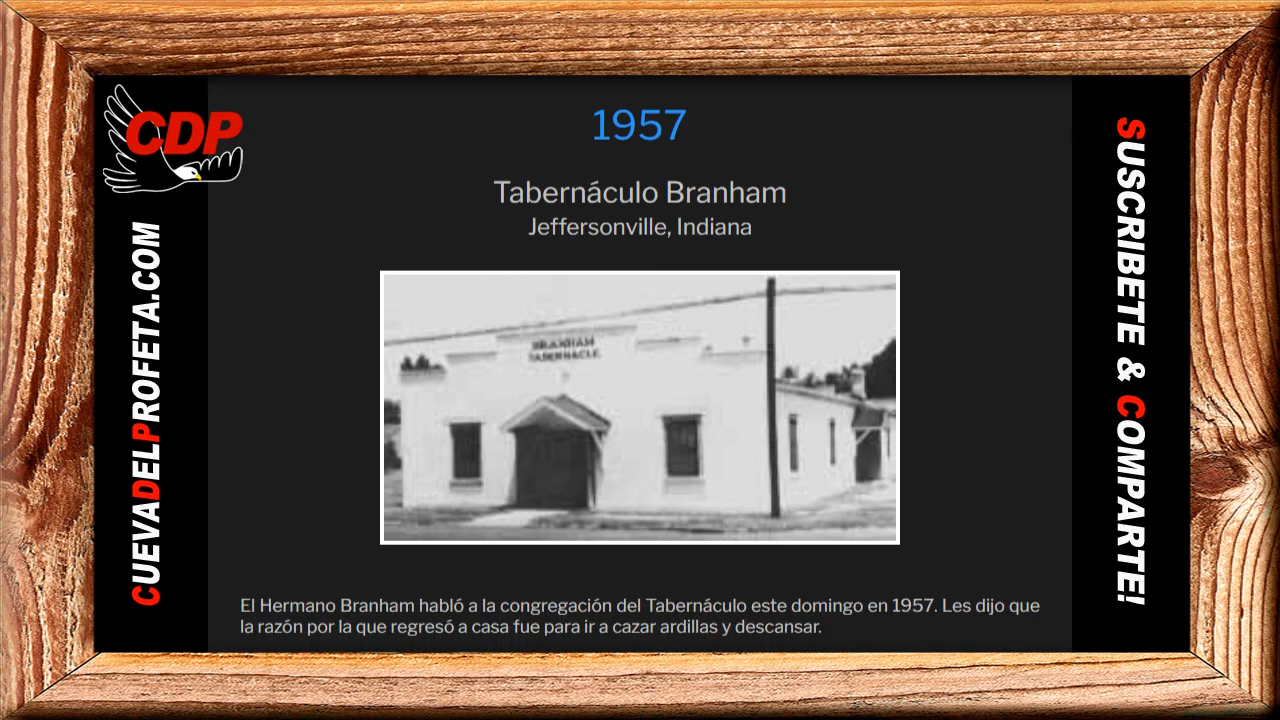 CDP
CUEVADELPROFETA.COM
1957
Tabernáculo Branham
Jeffersonville, Indiana
BRANHAM
TABERNACLE
El Hermano Branham habló a la congregación del Tabernáculo este domingo en 1957. Les dijo que
la razón por la que regresó a casa fue para ir a cazar ardillas y descansar.
SUSCRIBETE & COMPARTE!